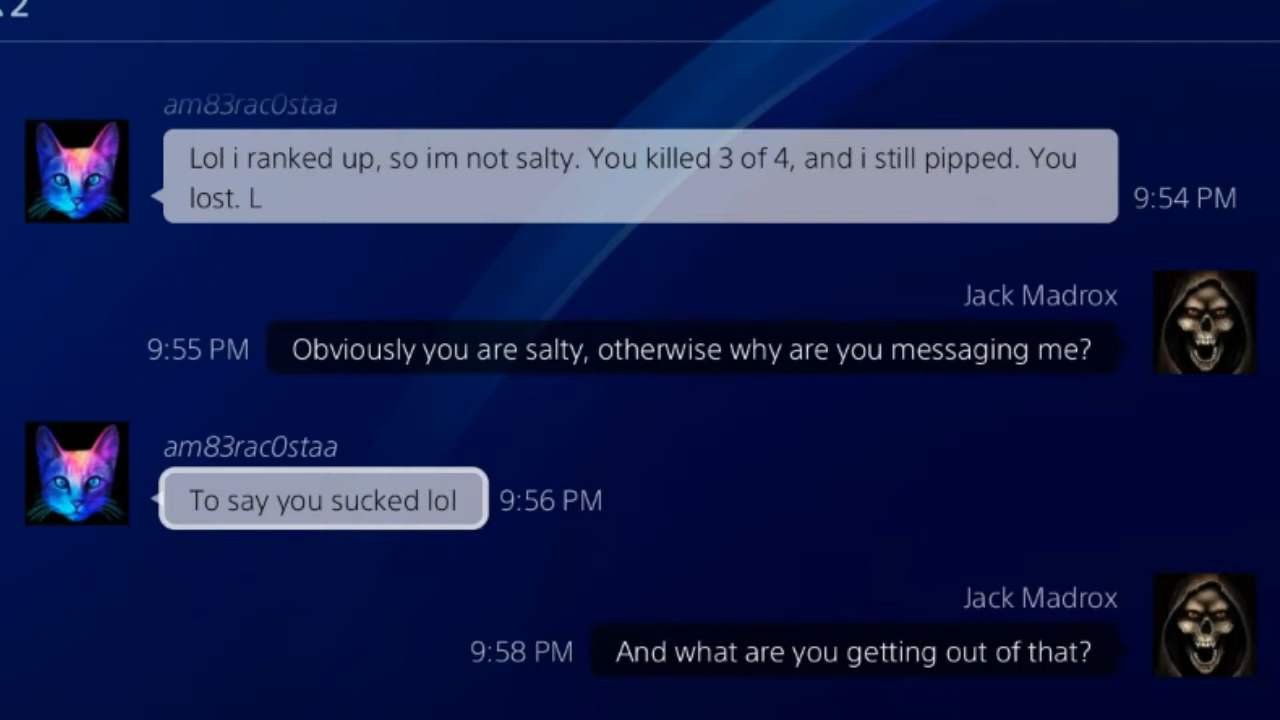 2
am83rac0staa
Lol i ranked up, so im not salty. You killed 3 of 4, and i still pipped. You
lost. L
9:54 PM
Jack Madrox
9:55 PM
Obviously you are salty, otherwise why are you messaging me?
am83rac0staa
To say you sucked lol
9:56 PM
Jack Madrox
9:58 PM
And what are you getting out of that?